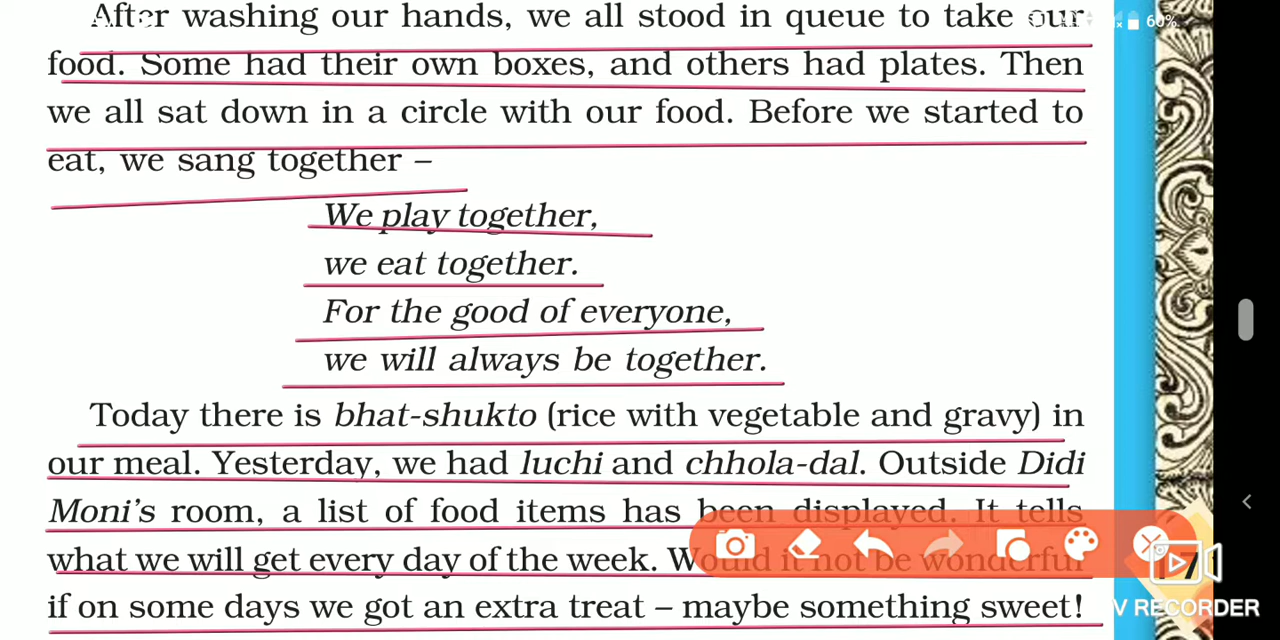 After washing our hands, we all stood in queue to take our
60%
food. Some had their own boxes, and others had plates. Then
we all sat down in a circle with our food. Before we started to
eat, we sang together –
We play together,
we eat together.
For the good of everyone,
we will always be together.
Today there is bhat-shukto (rice with vegetable and gravy) in
our meal. Yesterday, we had luchi and chhola-dal. Outside Didi
Moni's room, a list of food items has been displayed. It tells
what we will get every day of the week. Would it not be wonderful
if on some days we got an extra treat – maybe something sweet!
V RECORDER